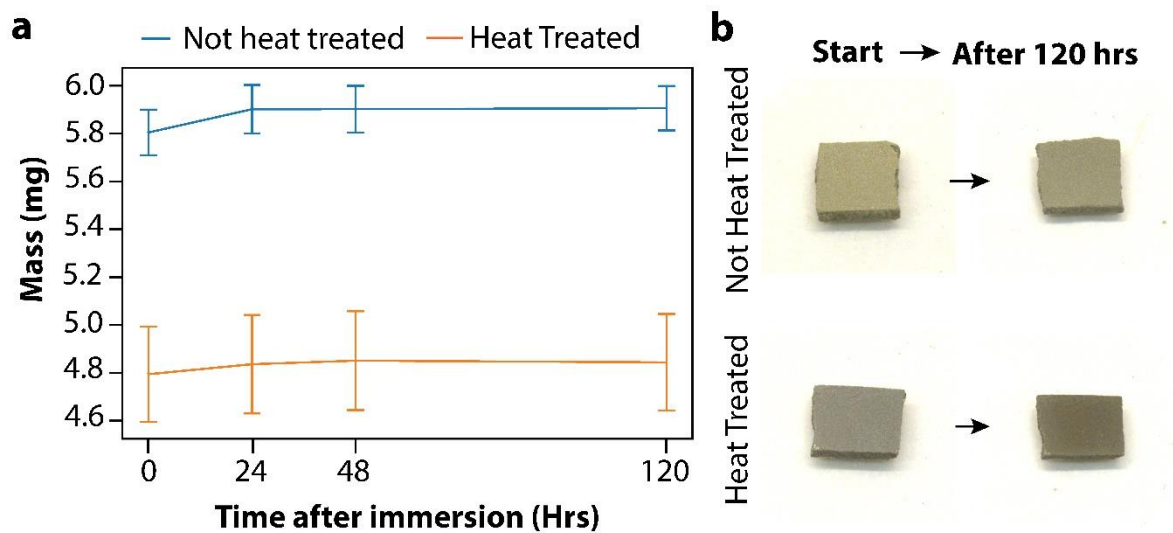 a
Not heat treated
Heat Treated
Mass (mg)
6.0
5.8
5.6
5.4
5.2
5.0
4.8
4.6
0
24
48
120
Time after immersion (Hrs)
b
Start → After 120 hrs
Not Heat Treated
→
Heat Treated
→